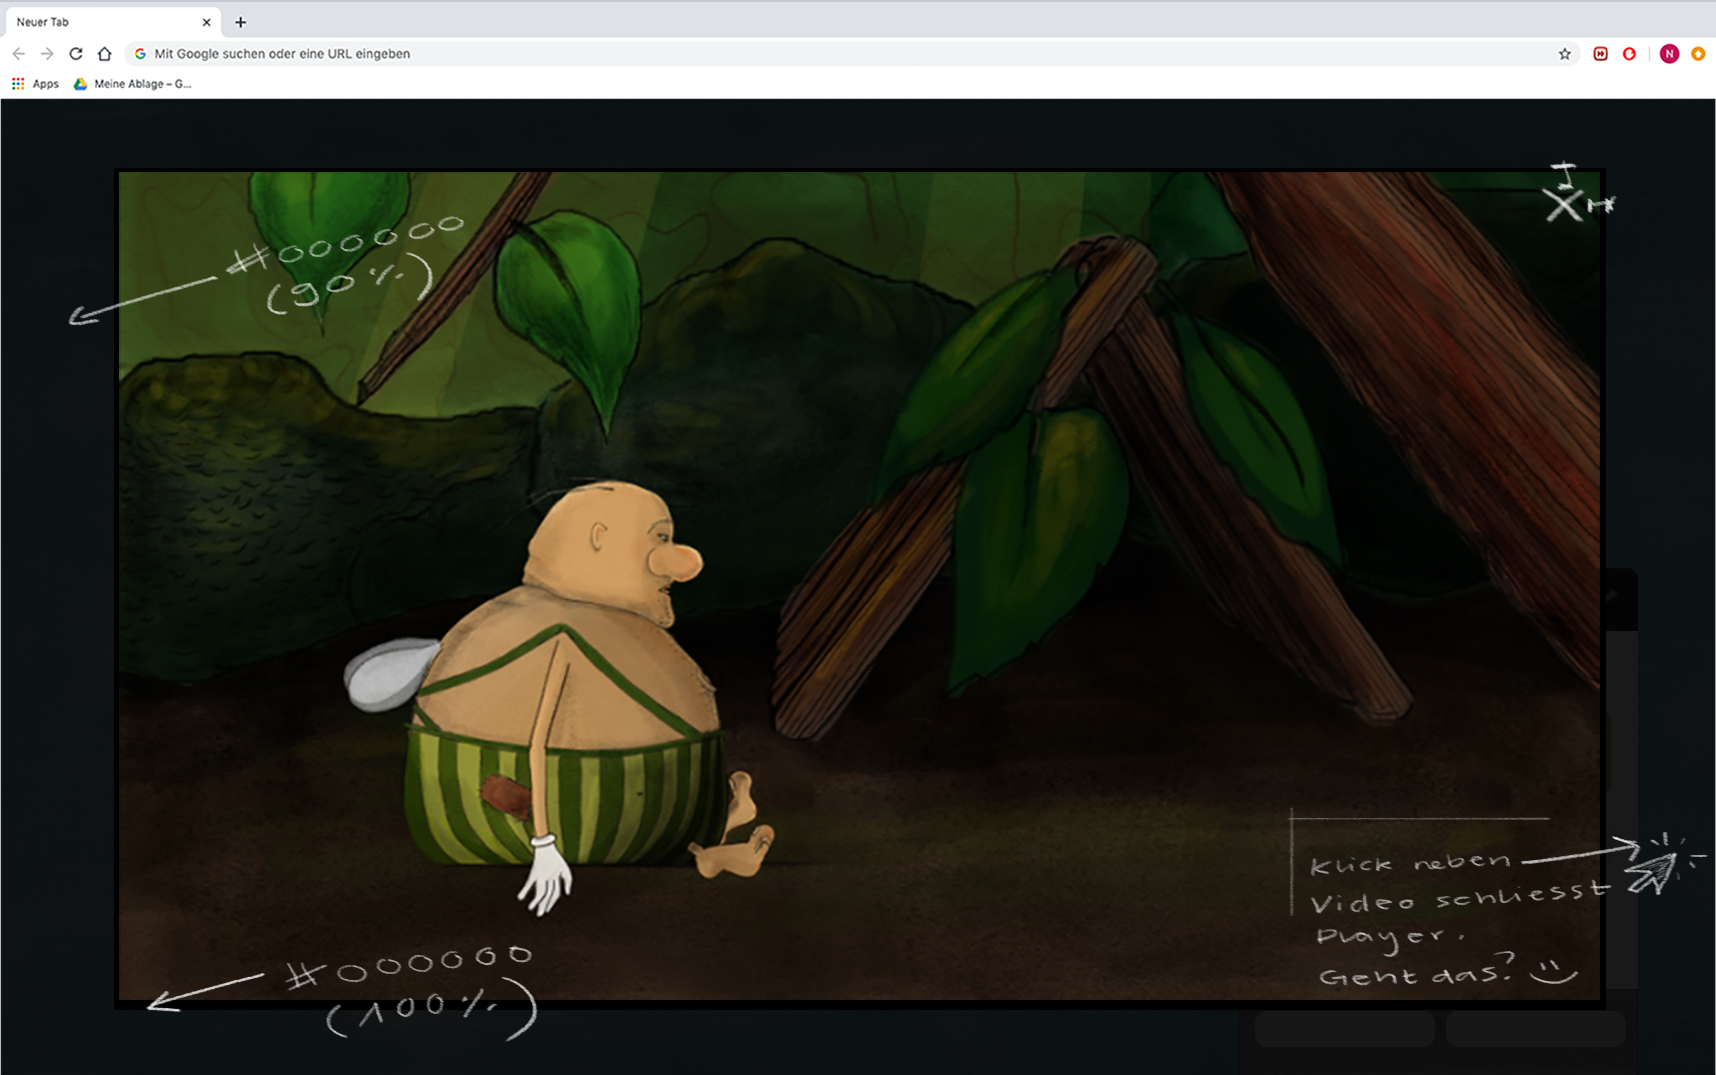 Neuer Tab
Mit Google suchen oder eine URL eingeben
N
Apps
Meine Ablage – G...
X
#000000
(90%)
Klick neben
Video schliesst
Player.
Geht das? :)
#000000
(100%)